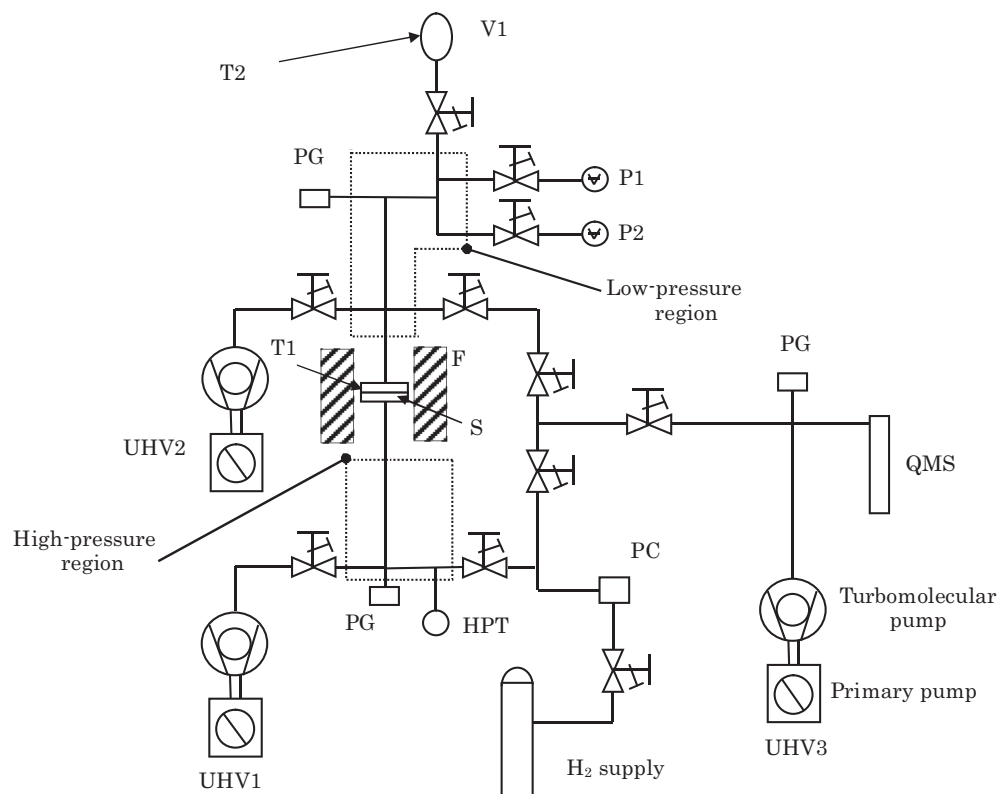 V1
T2
PG
P1
P2
Low-pressure
region
T1
F
PG
S
UHV2
QMS
High-pressure
region
PC
PG
HPT
Turbomolecular
pump
Primary pump
UHV3
H₂ supply
UHV1